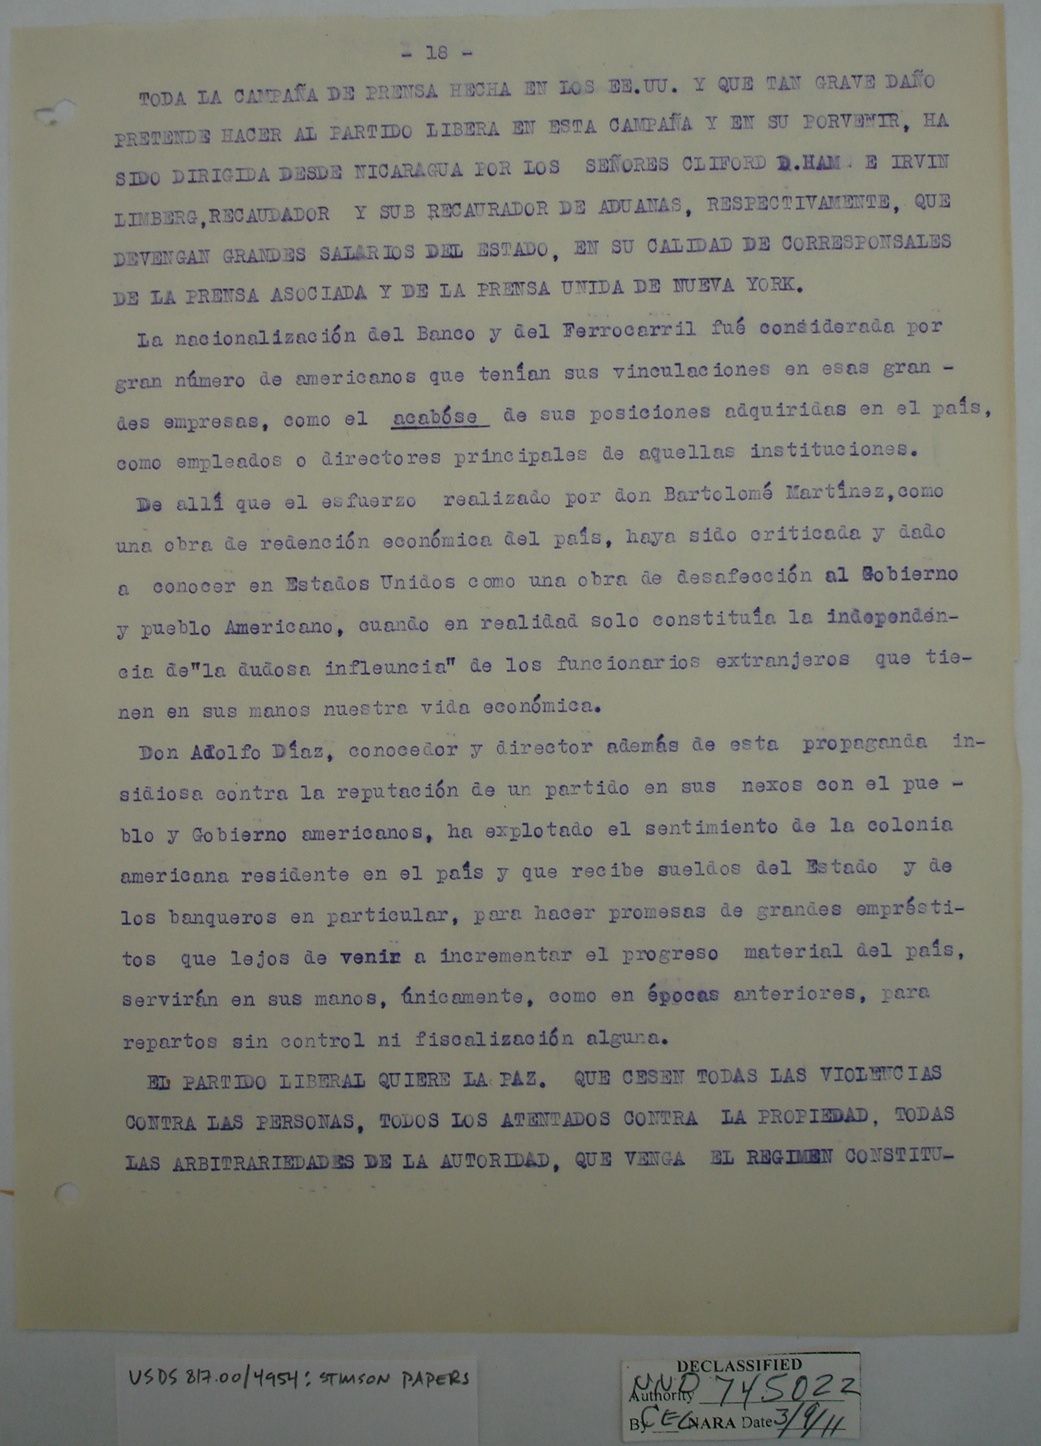 - 18 -
TODA LA CAMPAÑA DE PRENSA HECHA EN LOS EE.UU. Y QUE TAN GRAVE DAÑO
PRETENDE HACER AL PARTIDO LIBERA EN ESTA CAMPAÑA Y EN SU PORVENIR, HA
SIDO DIRIGIDA DESDE NICARAGUA POR LOS SEÑORES CLIFORD D.HAM E IRVIN
LIMBERG,RECAUDADOR Y SUB RECAURADOR DE ADUANAS, RESPECTIVAMENTE, QUE
DEVENGAN GRANDES SALARIOS DEL ESTADO, EN SU CALIDAD DE CORRESPONSALES
DE LA PRENSA ASOCIADA Y DE LA PRENSA UNIDA DE NUEVA YORK.
La nacionalización del Banco y del Ferrocarril fué considerada por
gran número de americanos que tenían sus vinculaciones en esas gran -
des empresas, como el acabóse de sus posiciones adquiridas en el país,
como empleados o directores principales de aquellas instituciones.
De allí que el esfuerzo realizado por don Bartolomé Martínez,como
una obra de redención económica del país, haya sido criticada y dado
a conocer en Estados Unidos como una obra de desafección al Gobierno
y pueblo Americano, cuando en realidad solo constituía la independén-
cia de"la dudosa infleuncia" de los funcionarios extranjeros que tie-
nen en sus manos nuestra vida económica.
Don Adolfo Díaz, conocedor y director además de esta propaganda in-
sidiosa contra la reputación de un partido en sus nexos con el pue -
blo y Gobierno americanos, ha explotado el sentimiento de la colonia
americana residente en el país y que recibe sueldos del Estado y de
los banqueros en particular, para hacer promesas de grandes emprésti-
tos que lejos de venir a incrementar el progreso material del país,
servirán en sus manos, únicamente, como en épocas anteriores, para
repartos sin control ni fiscalización alguna.
EL PARTIDO LIBERAL QUIERE LA PAZ. QUE CESEN TODAS LAS VIOLENCIAS
CONTRA LAS PERSONAS, TODOS LOS ATENTADOS CONTRA LA PROPIEDAD, TODAS
LAS ARBITRARIEDADES DE LA AUTORIDAD, QUE VENGA EL REGIMEN CONSTITU-
USDS 817.00/4954: STIMSON PAPERS
DECLASSIFIED
Authority NND 745022
By CEG NARA Date 3/9/11